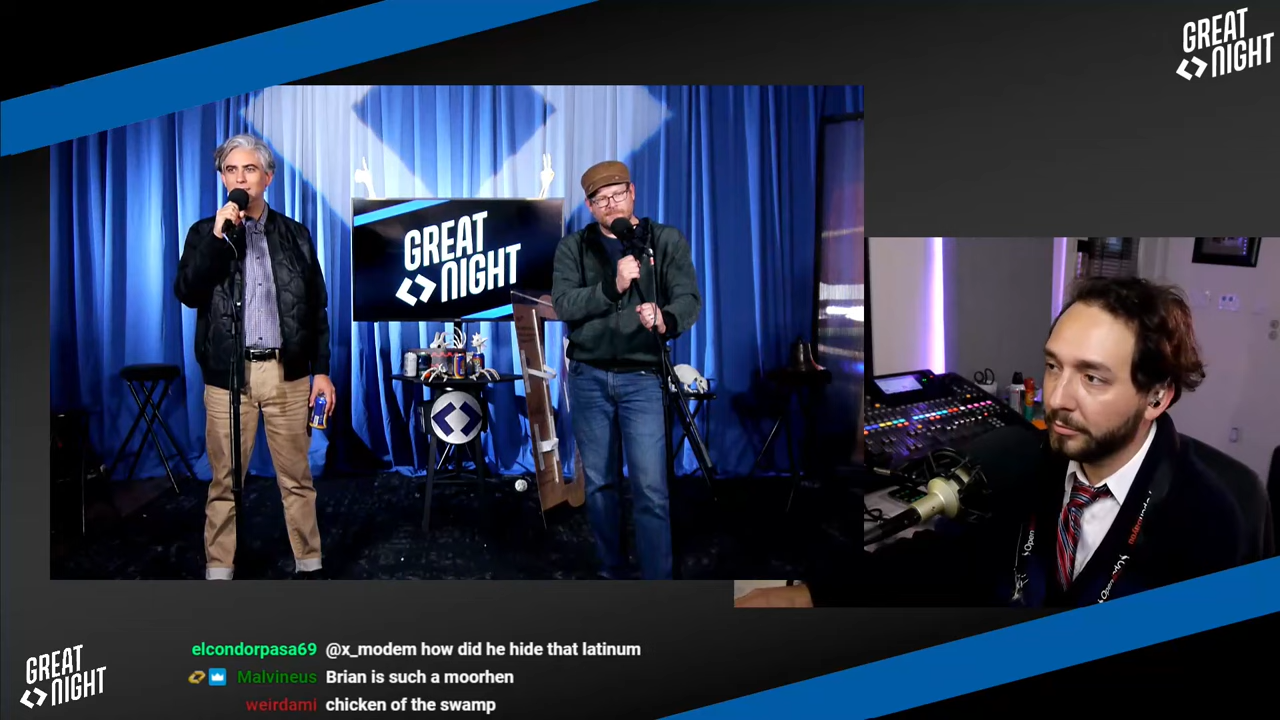 GREAT
NIGHT
GREAT
NIGHT
Open
elcondorpasa69 @x_modem how did he hide that latinum
GREAT
NIGHT
Malvineus Brian is such a moorhen
weirdami chicken of the swamp